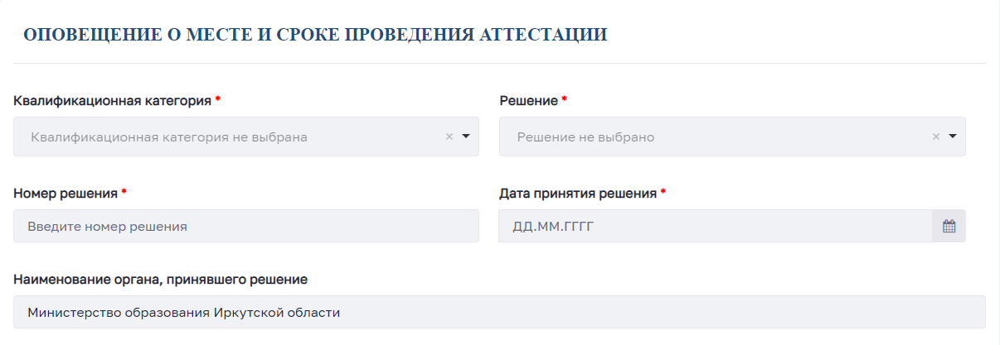 ОПОВЕЩЕНИЕ О МЕСТЕ И СРОКЕ ПРОВЕДЕНИЯ АТТЕСТАЦИИ
Квалификационная категория *
Решение *
Квалификационная категория не выбрана ×
Решение не выбрано ×
Номер решения *
Дата принятия решения *
Введите номер решения
ДД.ММ.ГГГГ
Наименование органа, принявшего решение
Министерство образования Иркутской области